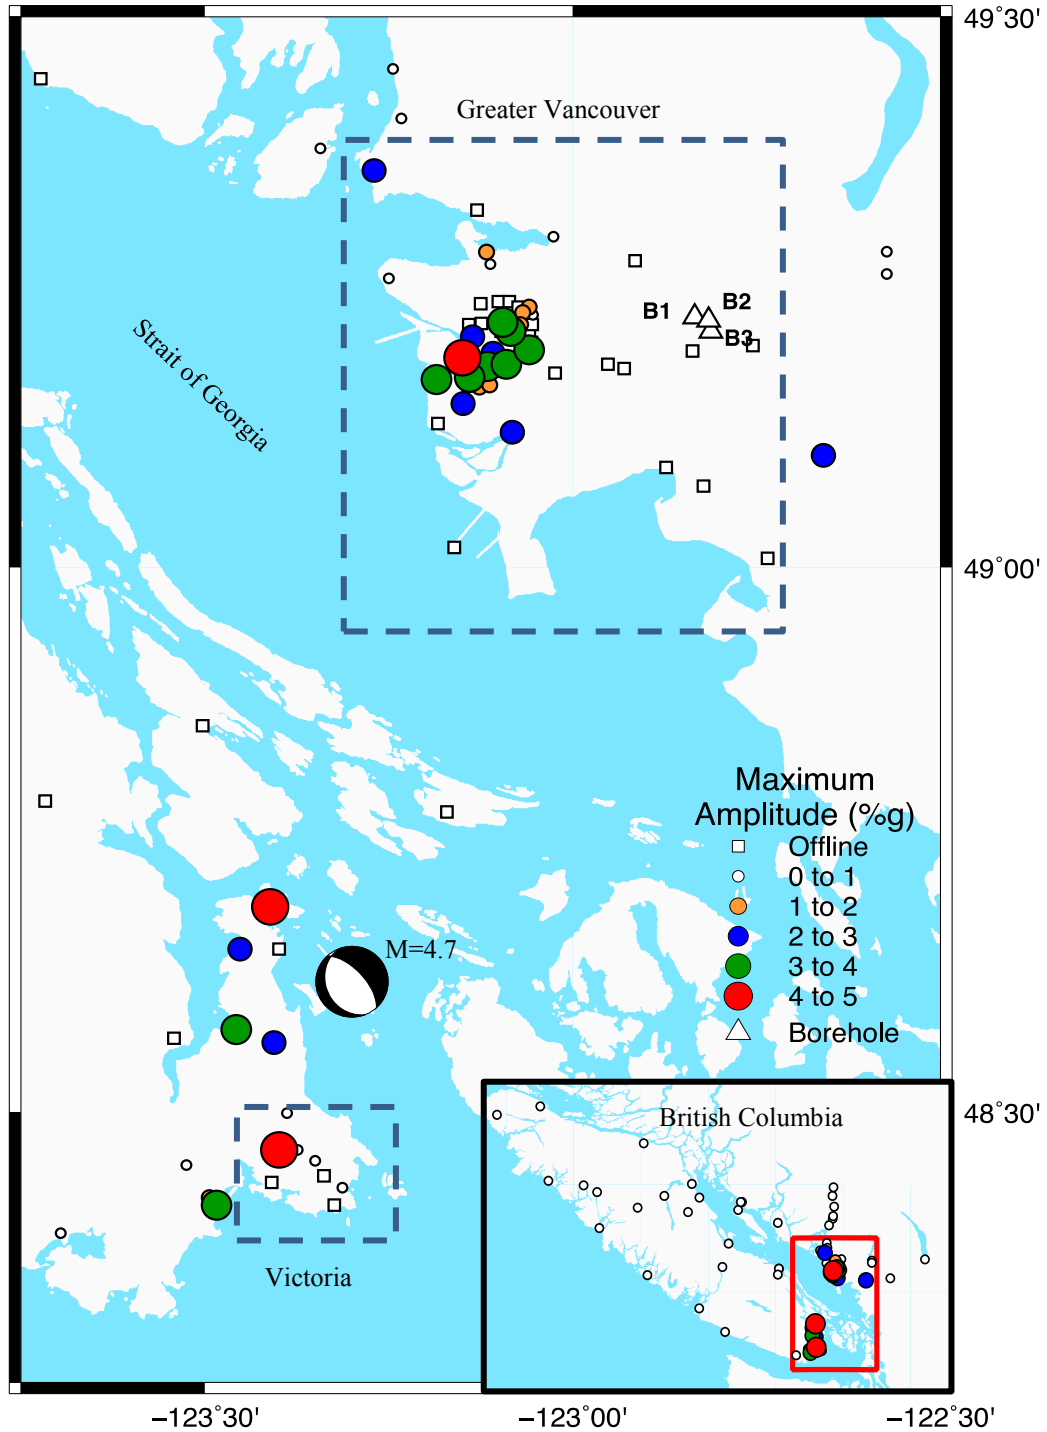 49°30'
Greater Vancouver
B1
B2
B3
Strait of Georgia
49°00'
Maximum
Amplitude (%g)
Offline
0 to 1
1 to 2
2 to 3
3 to 4
4 to 5
Borehole
M=4.7
48°30'
British Columbia
Victoria
−123°30'
−123°00'
−122°30'